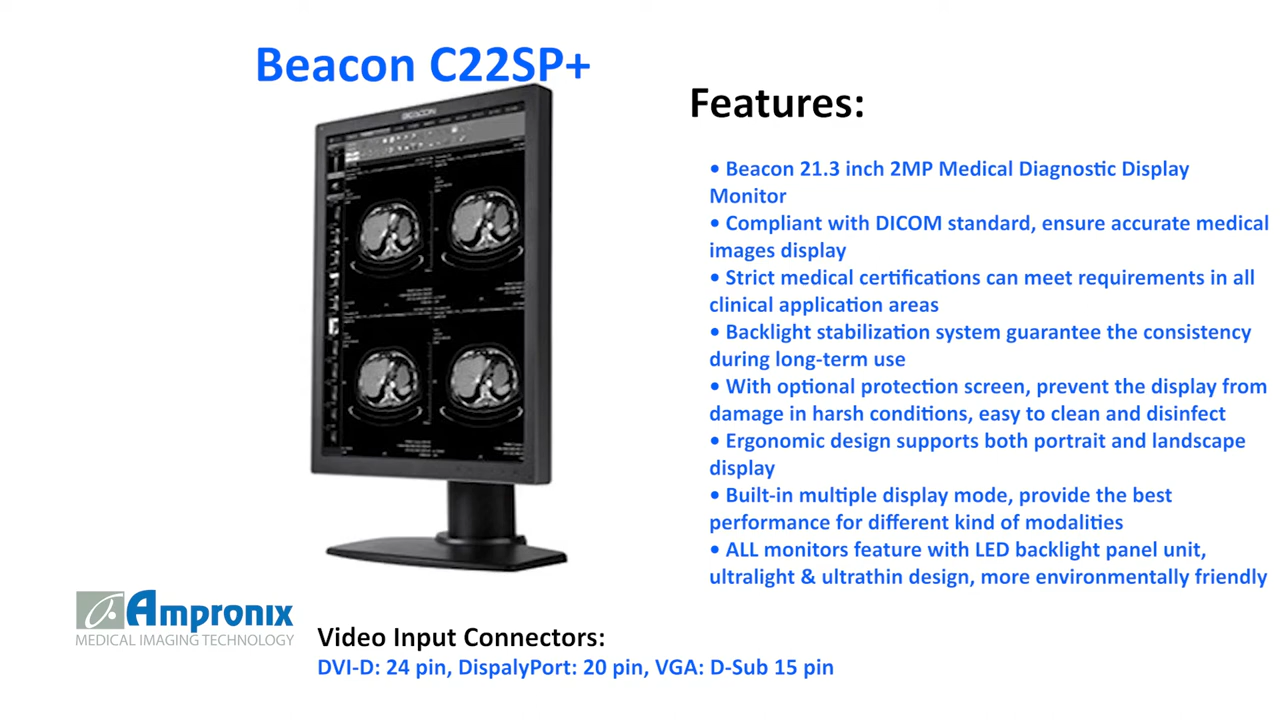 Beacon C22SP+
BEACON
Features:
• Beacon 21.3 inch 2MP Medical Diagnostic Display
Monitor
• Compliant with DICOM standard, ensure accurate medical
images display
• Strict medical certifications can meet requirements in all
clinical application areas
• Backlight stabilization system guarantee the consistency
during long-term use
• With optional protection screen, prevent the display from
damage in harsh conditions, easy to clean and disinfect
• Ergonomic design supports both portrait and landscape
display
• Built-in multiple display mode, provide the best
performance for different kind of modalities
• ALL monitors feature with LED backlight panel unit,
ultralight & ultrathin design, more environmentally friendly
Ampronix
MEDICAL IMAGING TECHNOLOGY
Video Input Connectors:
DVI-D: 24 pin, DispalyPort: 20 pin, VGA: D-Sub 15 pin